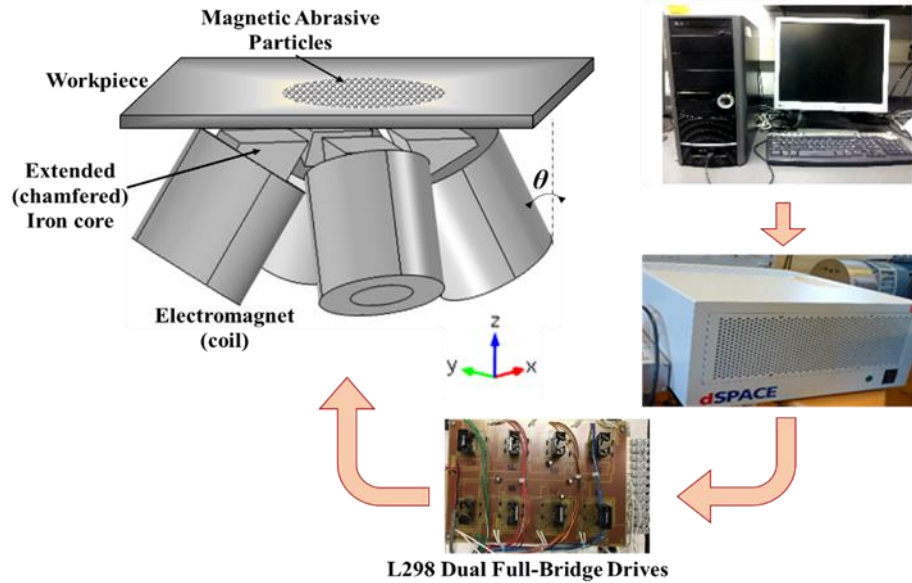 Magnetic Abrasive
Particles
Workpiece
Extended
(chamfered)
Iron core
θ
Electromagnet
(coil)
z
y
x
dSPACE
L298 Dual Full-Bridge Drives